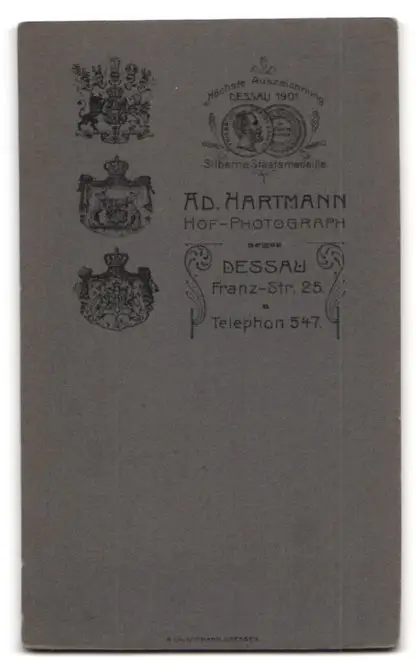 Höchste Auszeichnung
DESSAU 1901
Silberne Staatsmedaille
AD. HARTMANN
HOF-PHOTOGRAPH
DESSAU
Franz-Str. 25.
Telephon 547.